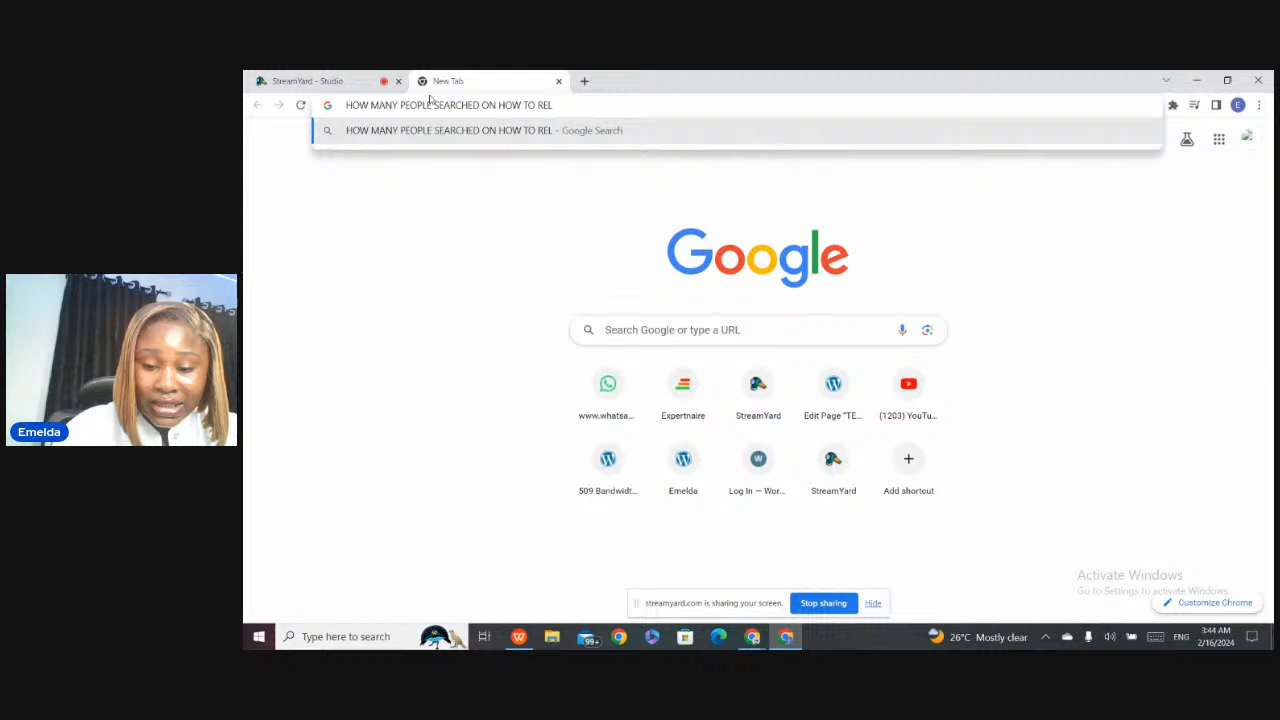 StreamYard - Studio
New Tab
HOW MANY PEOPLE SEARCHED ON HOW TO REL
E
HOW MANY PEOPLE SEARCHED ON HOW TO REL - Google Search
Google
Search Google or type a URL
www.whatsa...
Expertnaire
StreamYard
Edit Page "TE...
(1203) YouTu...
W
509 Bandwidt...
Emelda
Log In — Wor...
StreamYard
Add shortcut
Emelda
Activate Windows
Go to Settings to activate Windows.
Customize Chrome
streamyard.com is sharing your screen.
Stop sharing
Hide
Type here to search
99+
26°C Mostly clear
ENG
3:44 AM
2/16/2024